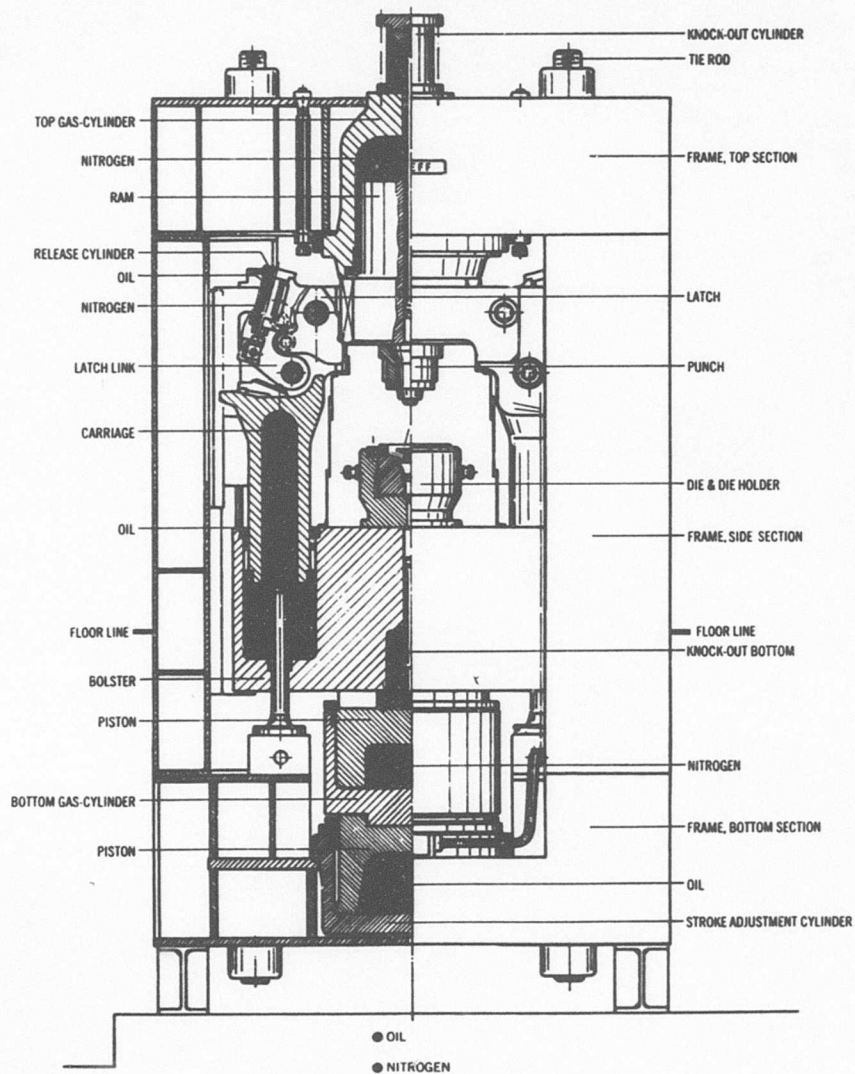 KNOCK-OUT CYLINDER
TIE ROD
TOP GAS-CYLINDER
NITROGEN
FRAME, TOP SECTION
EFF
RAM
RELEASE CYLINDER
OIL
NITROGEN
LATCH
LATCH LINK
PUNCH
CARRIAGE
DIE & DIE HOLDER
OIL
FRAME, SIDE SECTION
FLOOR LINE
FLOOR LINE
KNOCK-OUT BOTTOM
BOLSTER
PISTON
NITROGEN
BOTTOM GAS-CYLINDER
FRAME, BOTTOM SECTION
PISTON
OIL
STROKE ADJUSTMENT CYLINDER
OIL
NITROGEN